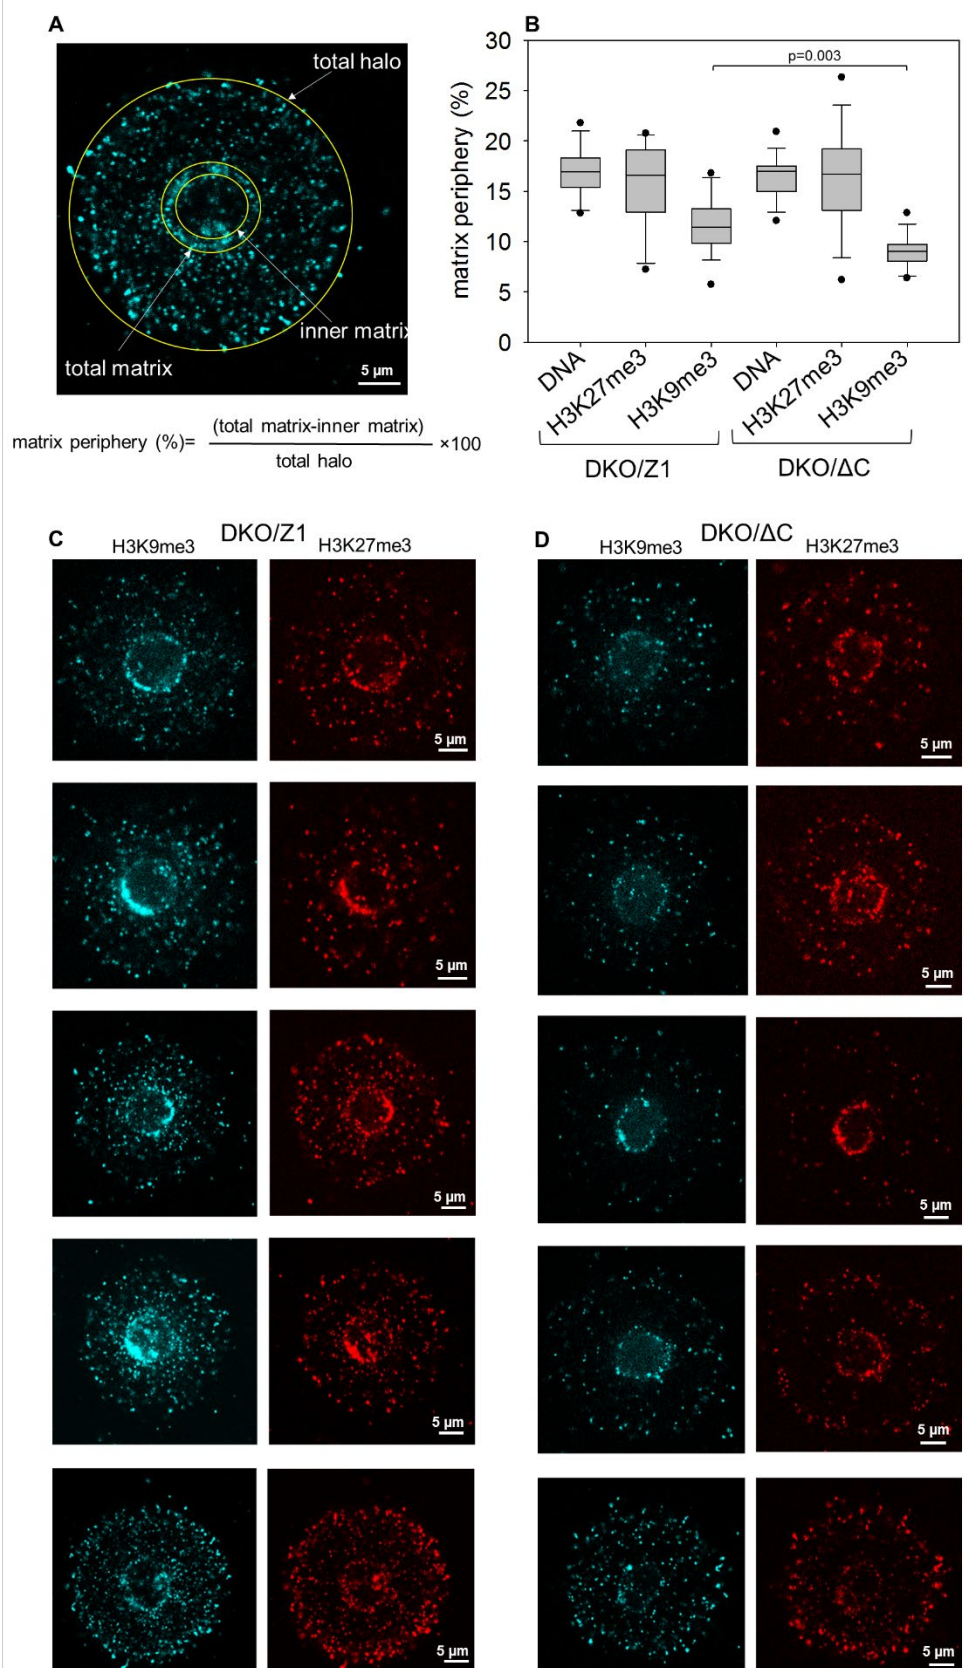 A
total halo
inner matrix
total matrix
5 µm
matrix periphery (%)= (total matrix-inner matrix) ×100
total halo
B
30
25
20
15
10
5
0
matrix periphery (%)
p=0.003
DNA
H3K27me3
H3K9me3
DNA
H3K27me3
H3K9me3
DKO/Z1
DKO/ΔC
C
DKO/Z1
H3K9me3
H3K27me3
5 µm
5 µm
5 µm
5 µm
5 µm
D
DKO/ΔC
H3K9me3
H3K27me3
5 µm
5 µm
5 µm
5 µm
5 µm